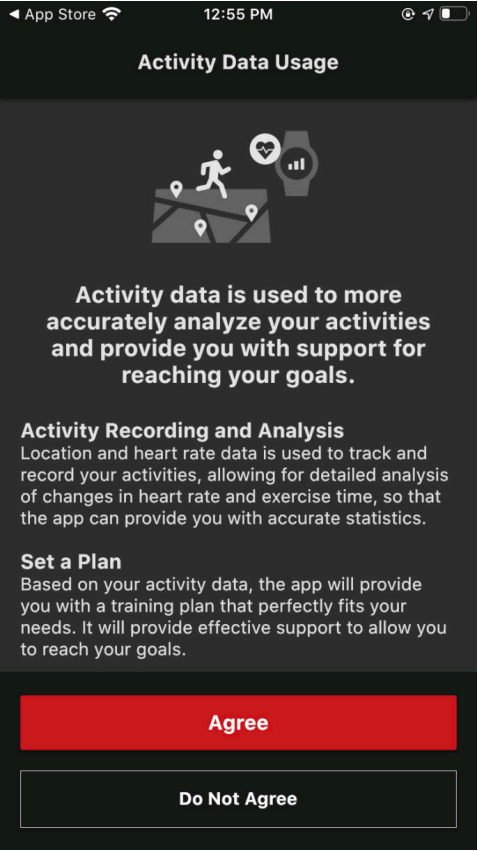 App Store 12:55 PM
Activity Data Usage
Activity data is used to more
accurately analyze your activities
and provide you with support for
reaching your goals.
Activity Recording and Analysis
Location and heart rate data is used to track and
record your activities, allowing for detailed analysis
of changes in heart rate and exercise time, so that
the app can provide you with accurate statistics.
Set a Plan
Based on your activity data, the app will provide
you with a training plan that perfectly fits your
needs. It will provide effective support to allow you
to reach your goals.
Agree
Do Not Agree